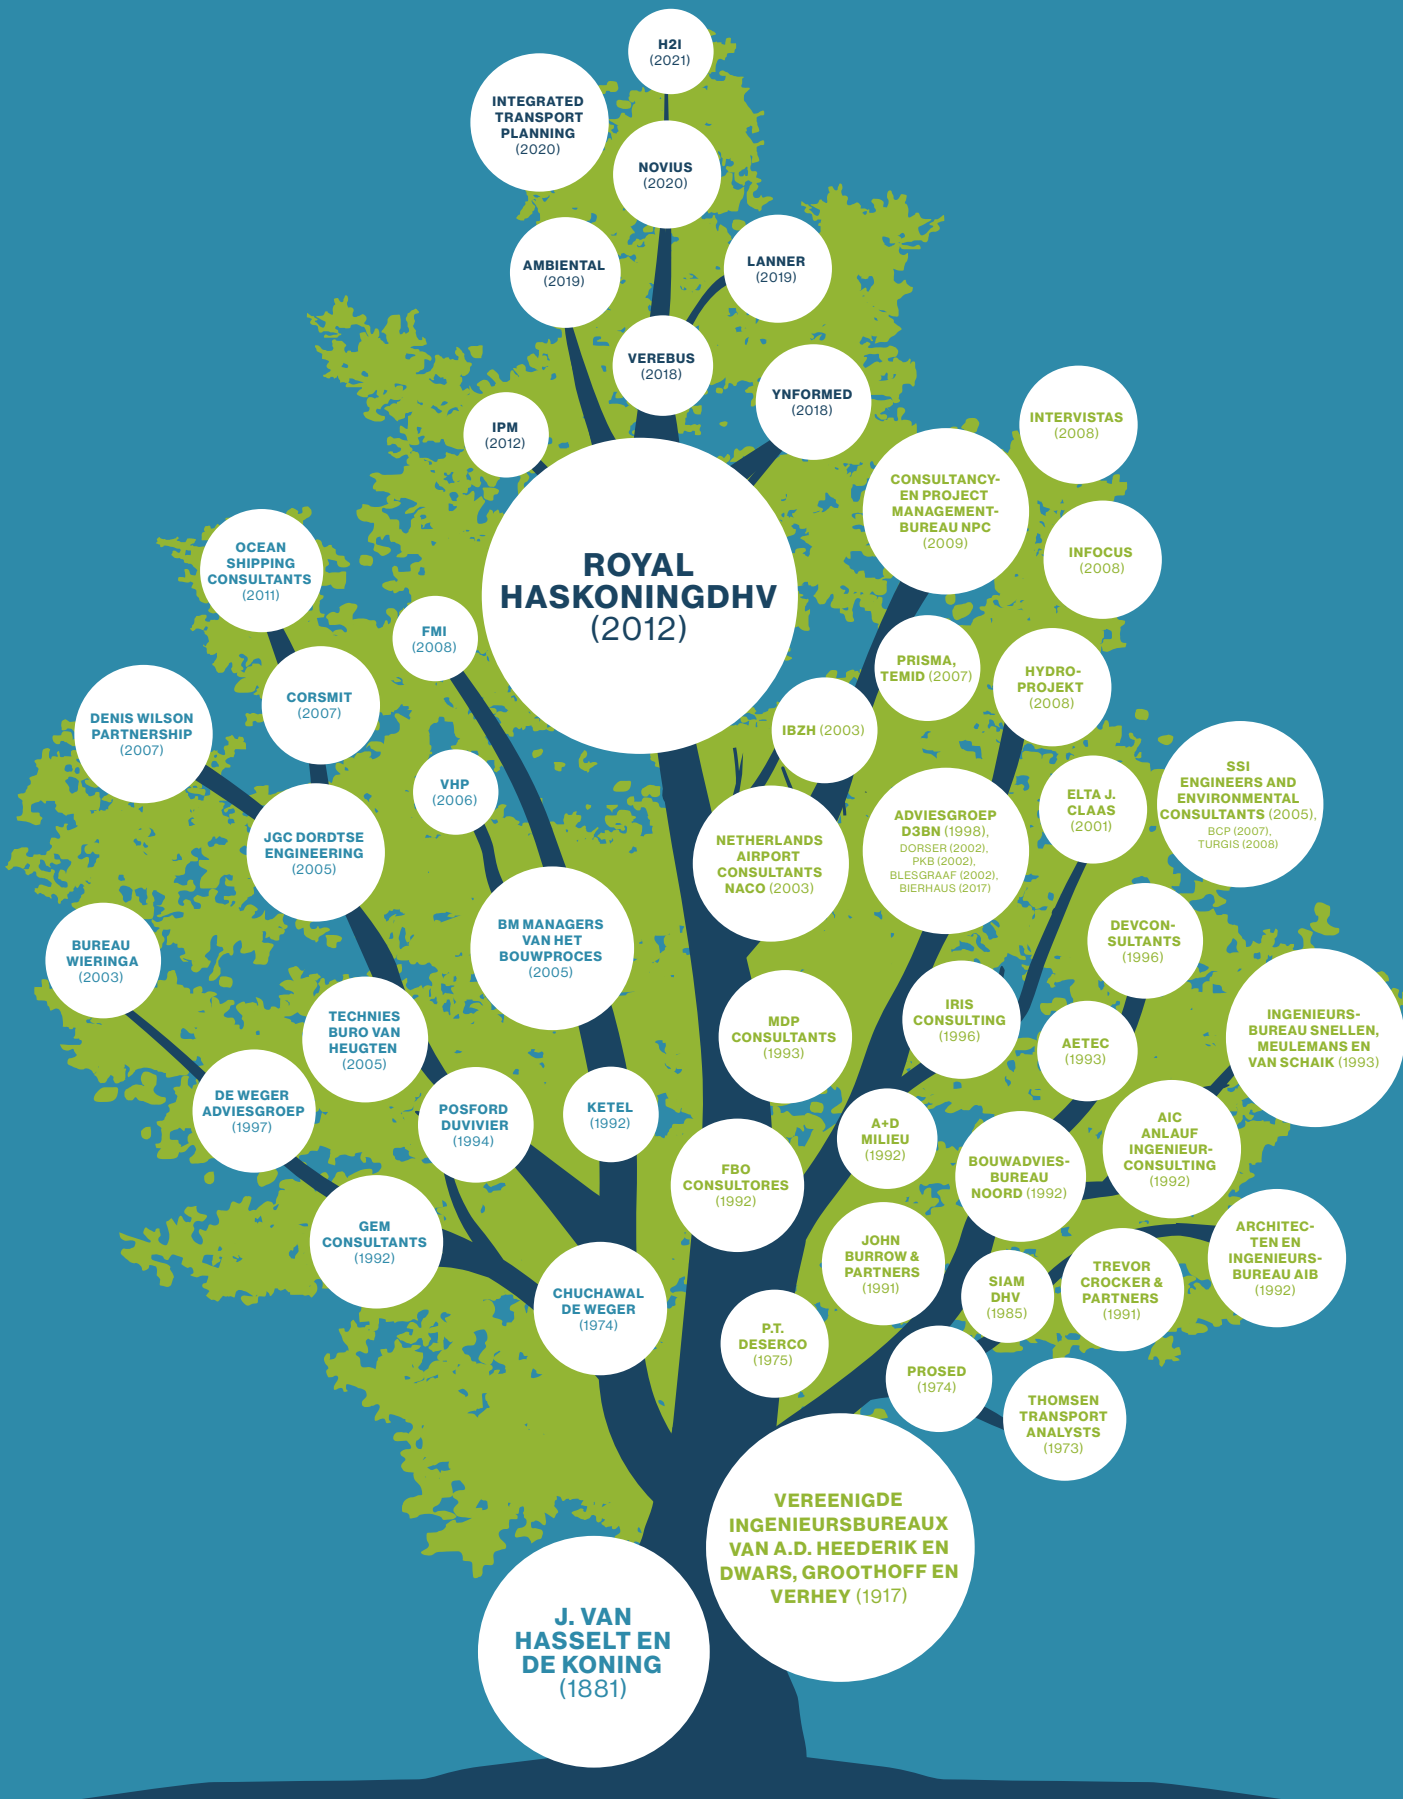 H2I
(2021)
INTEGRATED
TRANSPORT
PLANNING
(2020)
NOVIUS
(2020)
AMBIENTAL
(2019)
LANNER
(2019)
VEREBUS
(2018)
YNFORMED
(2018)
IPM
(2012)
INTERVISTAS
(2008)
CONSULTANCY-
EN PROJECT
MANAGEMENT-
BUREAU NPC
(2009)
INFOCUS
(2008)
ROYAL
HASKONINGDHV
(2012)
OCEAN
SHIPPING
CONSULTANTS
(2011)
FMI
(2008)
PRISMA,
TEMID (2007)
HYDRO-
PROJEKT
(2008)
CORSMIT
(2007)
DENIS WILSON
PARTNERSHIP
(2007)
IBZH (2003)
VHP
(2006)
ELTA J.
CLAAS
(2001)
SSI
ENGINEERS AND
ENVIRONMENTAL
CONSULTANTS (2005),
BCP (2007),
TURGIS (2008)
JGC DORDTSE
ENGINEERING
(2005)
NETHERLANDS
AIRPORT
CONSULTANTS
NACO (2003)
ADVIESGROEP
D3BN (1998),
DORSER (2002),
PKB (2002),
BLESGRAAF (2002),
BIERHAUS (2017)
BM MANAGERS
VAN HET
BOUWPROCES
(2005)
DEVCON-
SULTANTS
(1996)
BUREAU
WIERINGA
(2003)
TECHNIES
BURO VAN
HEUGTEN
(2005)
MDP
CONSULTANTS
(1993)
IRIS
CONSULTING
(1996)
AETEC
(1993)
INGENIEURS-
BUREAU SNELLEN,
MEULEMANS EN
VAN SCHAIK (1993)
DE WEGER
ADVIESGROEP
(1997)
POSFORD
DUVIVIER
(1994)
KETEL
(1992)
A+D
MILIEU
(1992)
AIC
ANLAUF
INGENIEUR-
CONSULTING
(1992)
FBO
CONSULTORES
(1992)
BOUWADVIES-
BUREAU
NOORD (1992)
GEM
CONSULTANTS
(1992)
JOHN
BURROW &
PARTNERS
(1991)
ARCHITEC-
TEN EN
INGENIEURS-
BUREAU AIB
(1992)
CHUCHAWAL
DE WEGER
(1974)
SIAM
DHV
(1985)
TREVOR
CROCKER &
PARTNERS
(1991)
P.T.
DESERCO
(1975)
PROSED
(1974)
THOMSEN
TRANSPORT
ANALYSTS
(1973)
VEREENIGDE
INGENIEURSBUREAUX
VAN A.D. HEEDERIK EN
DWARS, GROOTHOFF EN
VERHEY (1917)
J. VAN
HASSELT EN
DE KONING
(1881)